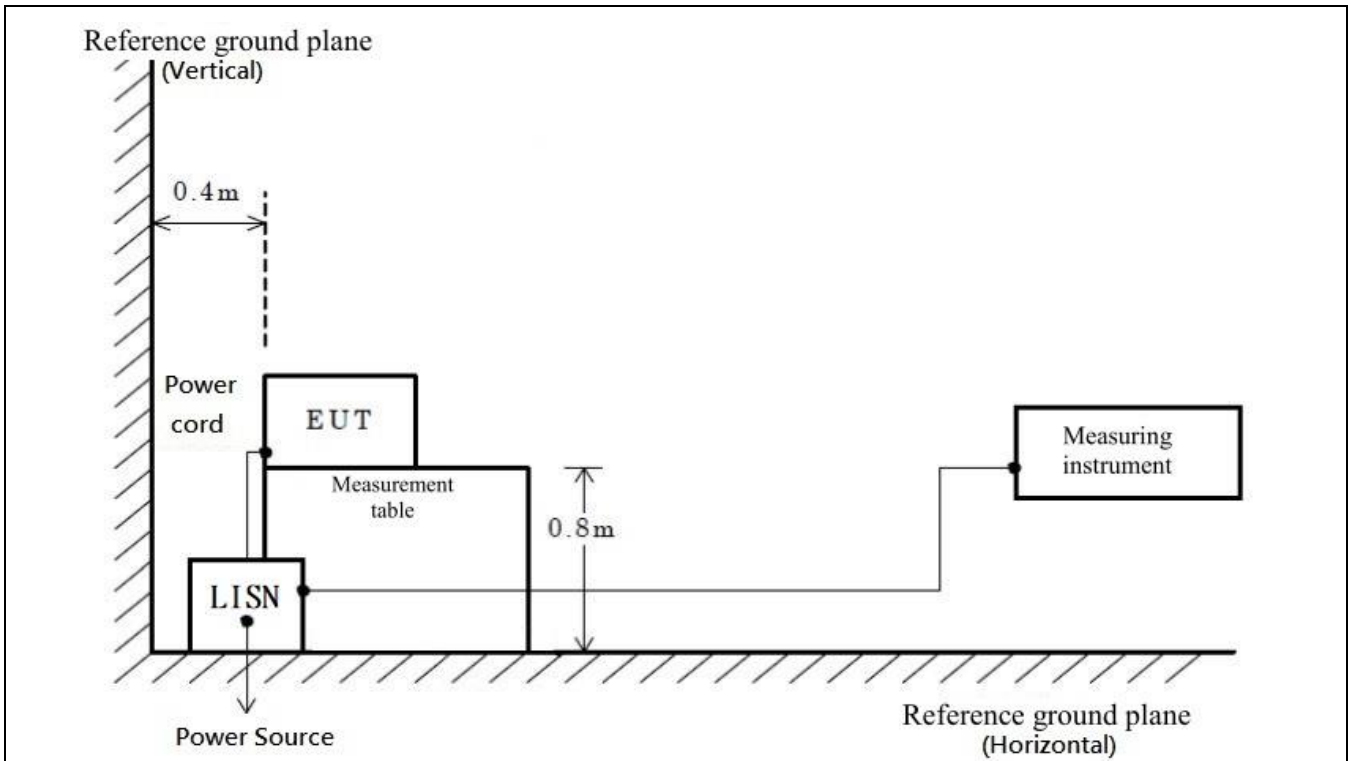 Reference ground plane
(Vertical)
0.4m
Power
cord
EUT
Measurement
table
0.8m
Measuring
instrument
LISN
Power Source
Reference ground plane
(Horizontal)